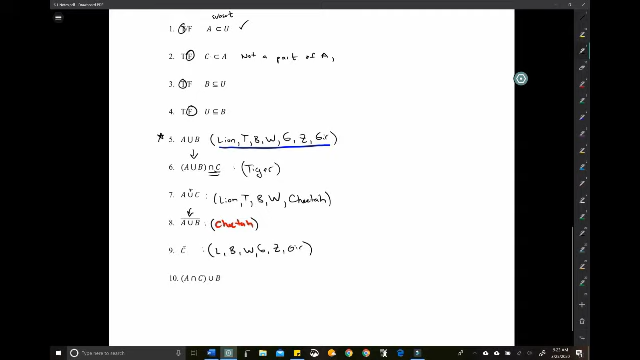 subset
1. T F A ⊂ U ✓
2. T F C ⊂ A Not a part of A,
3. T F B ⊆ U
4. T F U ⊆ B
* 5. A ∪ B (Lion, T, B, W, G, Z, Gir)
6. (A ∪ B) ∩ C : (Tiger)
7. A ∪ C : (Lion, T, B, W, Cheetah)
8. A ∪ B : (Cheetah)
9. C̅ : (L, B, W, G, Z, Gir)
10. (A ∩ C) ∪ B